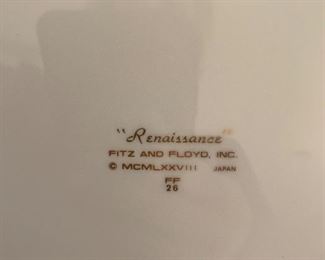 "Renaissance"
FITZ AND FLOYD, INC.
© MCMLXXVIII JAPAN
FF
26